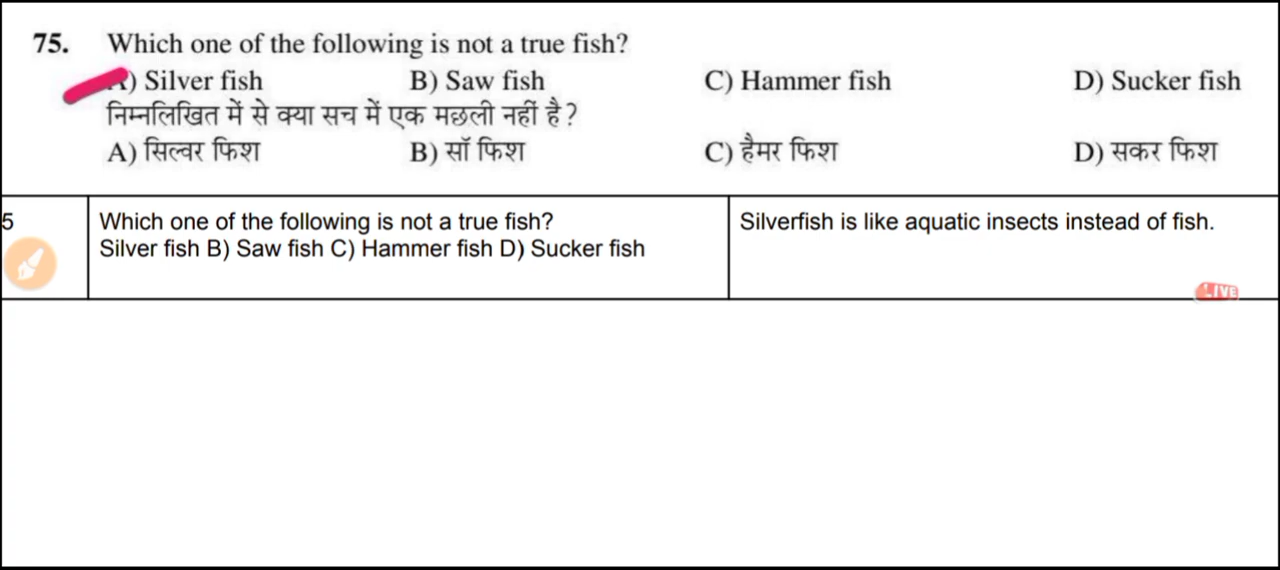 75. Which one of the following is not a true fish?
A) Silver fish B) Saw fish C) Hammer fish D) Sucker fish
निम्नलिखित में से क्या सच में एक मछली नहीं है?
A) सिल्वर फिश B) सॉ फिश C) हैमर फिश D) सकर फिश
5 Which one of the following is not a true fish? Silverfish is like aquatic insects instead of fish.
Silver fish B) Saw fish C) Hammer fish D) Sucker fish
LIVE